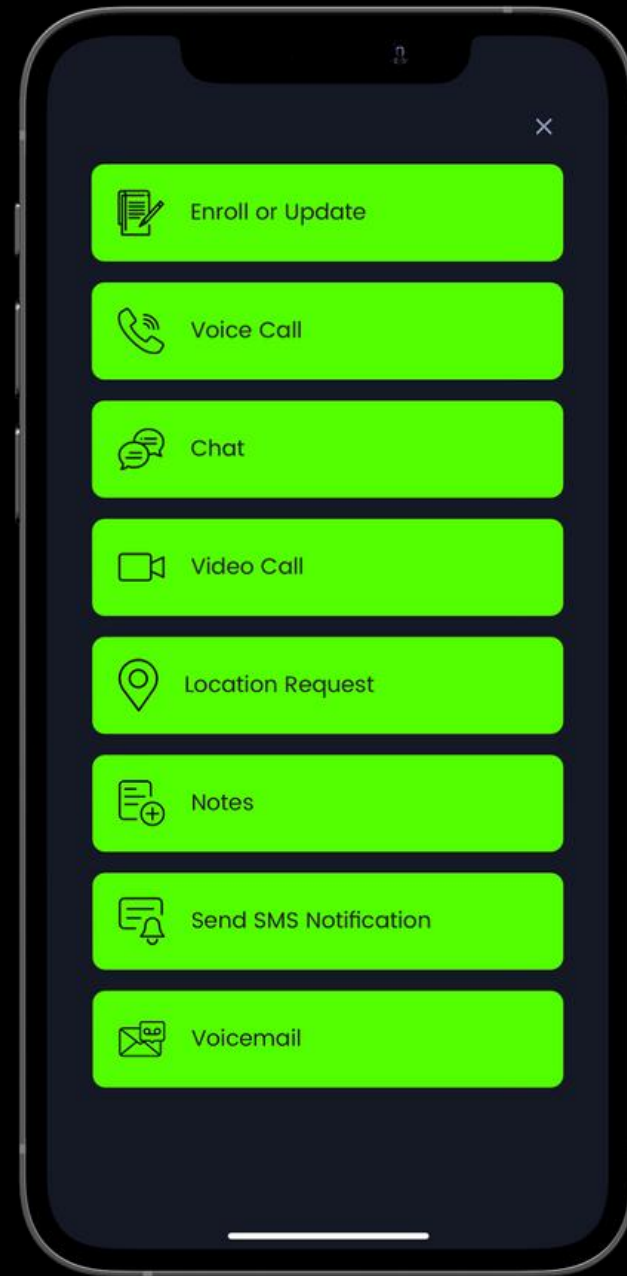 Enroll or Update
Voice Call
Chat
Video Call
Location Request
Notes
Send SMS Notification
Voicemail